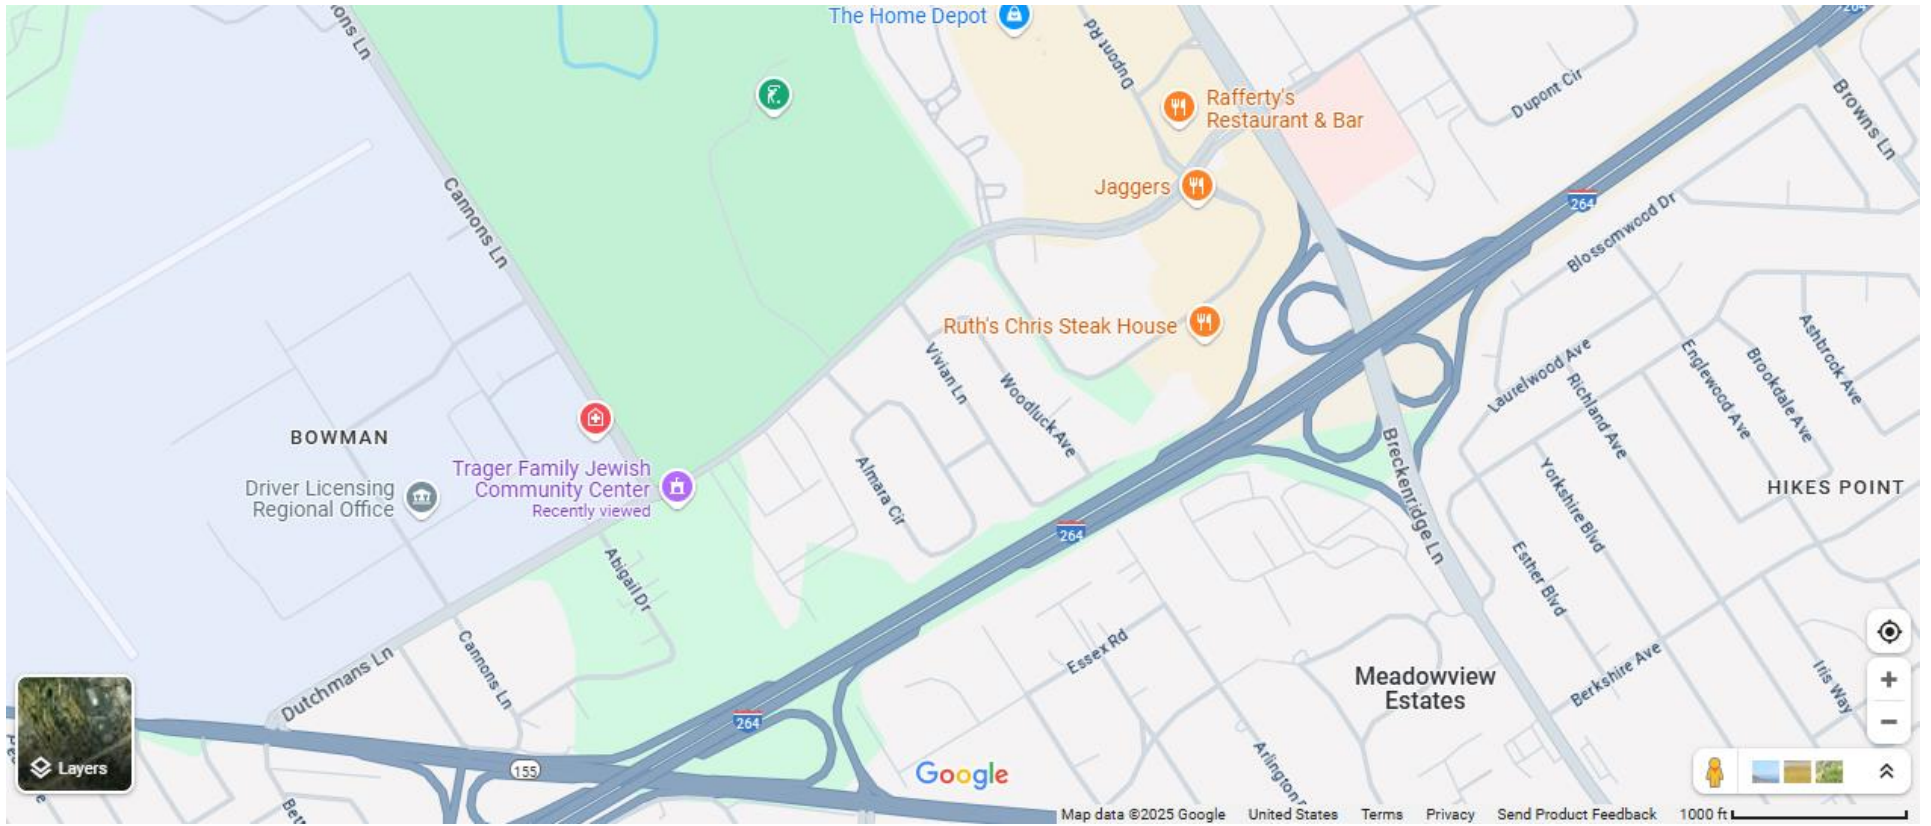 The Home Depot
264
ons Ln
Dupont Rd
Rafferty's
Restaurant & Bar
Dupont Cir
Browns Ln
Jaggers
264
Cannons Ln
Blossomwood Dr
Ruth's Chris Steak House
Vivian Ln
Woodluck Ave
Laurelwood Ave
Richland Ave
Englewood Ave
Brookdale Ave
Ashbrook Ave
BOWMAN
Trager Family Jewish
Community Center
Recently viewed
Driver Licensing
Regional Office
Almara Cir
Breckenridge Ln
Yorkshire Blvd
HIKES POINT
264
Abigail Dr
Esther Blvd
Cannons Ln
Essex Rd
Meadowview
Estates
Berkshire Ave
Iris Way
Dutchmans Ln
264
155
Arlington
Layers
Google
Map data ©2025 Google United States Terms Privacy Send Product Feedback 1000 ft